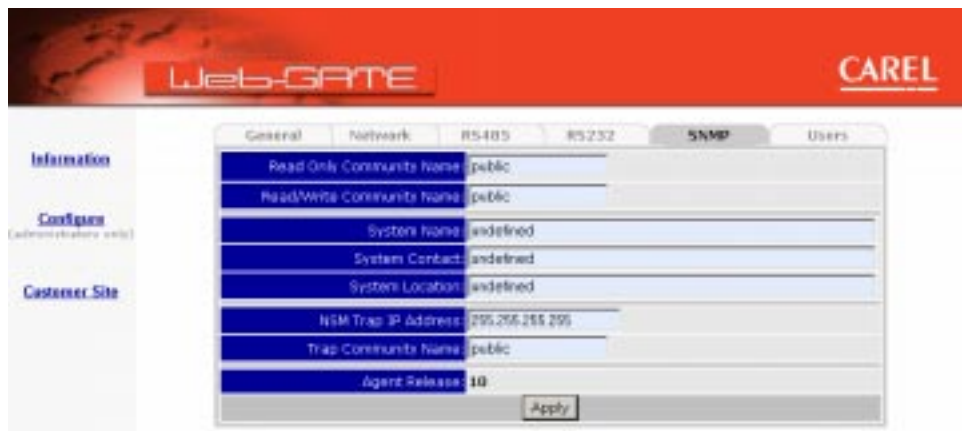 Web-GATE
CAREL
General Network RS485 RS232 SNMP Users
Information
Configure
(administrators only)
Customer Site
Read Only Community Name: public
Read/Write Community Name: public
System Name: undefined
System Contact: undefined
System Location: undefined
NSM Trap IP Address: 255.255.255.255
Trap Community Name: public
Agent Release: 10
Apply